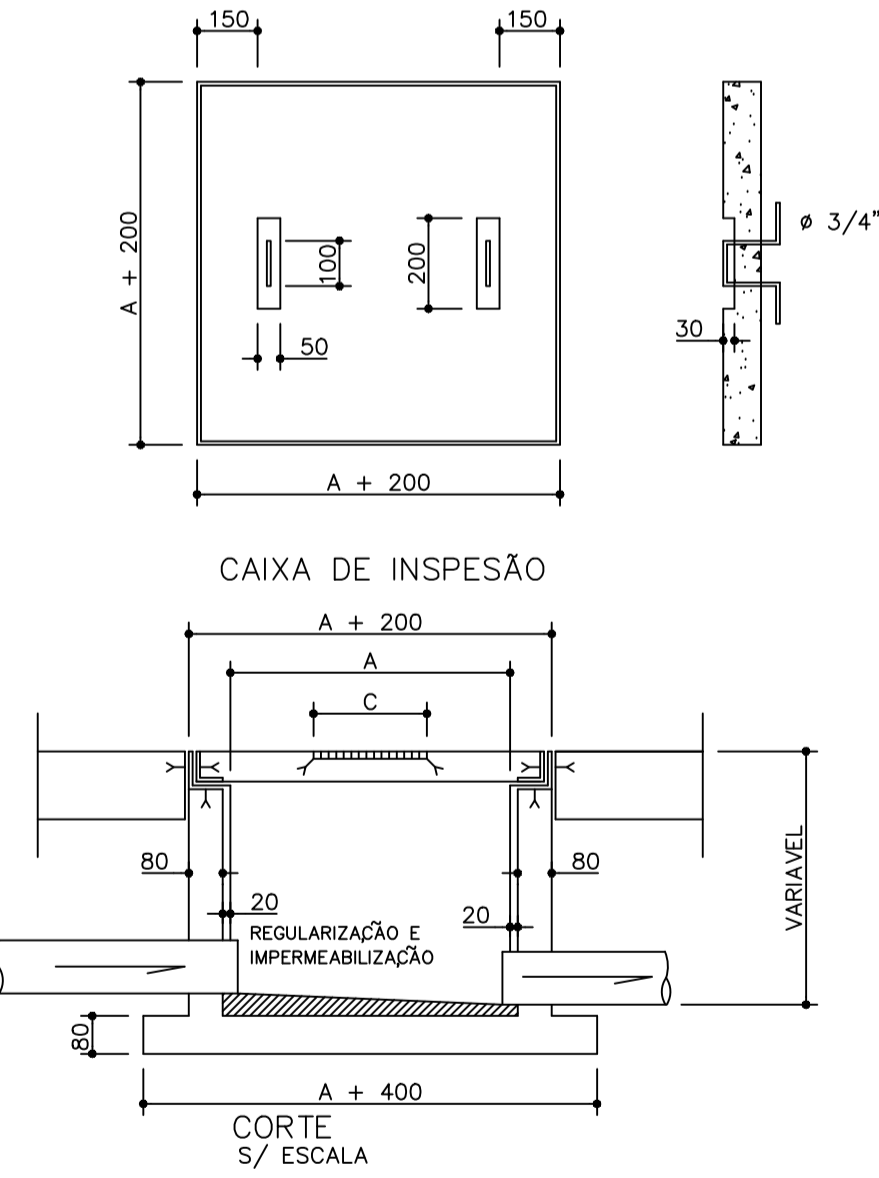 150
150
A + 200
100
200
50
ø 3/4"
30
A + 200
CAIXA DE INSPESÃO
A + 200
A
C
80
80
20
20
REGULARIZAÇÃO E
IMPERMEABILIZAÇÃO
VARIAVEL
80
A + 400
CORTE
S/ ESCALA